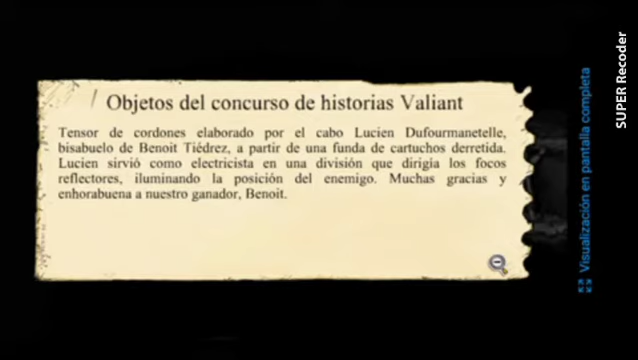 Objetos del concurso de historias Valiant
Tensor de cordones elaborado por el cabo Lucien Dufourmanetelle,
bisabuelo de Benoit Tiédrez, a partir de una funda de cartuchos derretida.
Lucien sirvió como electricista en una división que dirigía los focos
reflectores, iluminando la posición del enemigo. Muchas gracias y
enhorabuena a nuestro ganador, Benoit.
Visualización en pantalla completa
SUPER Recoder